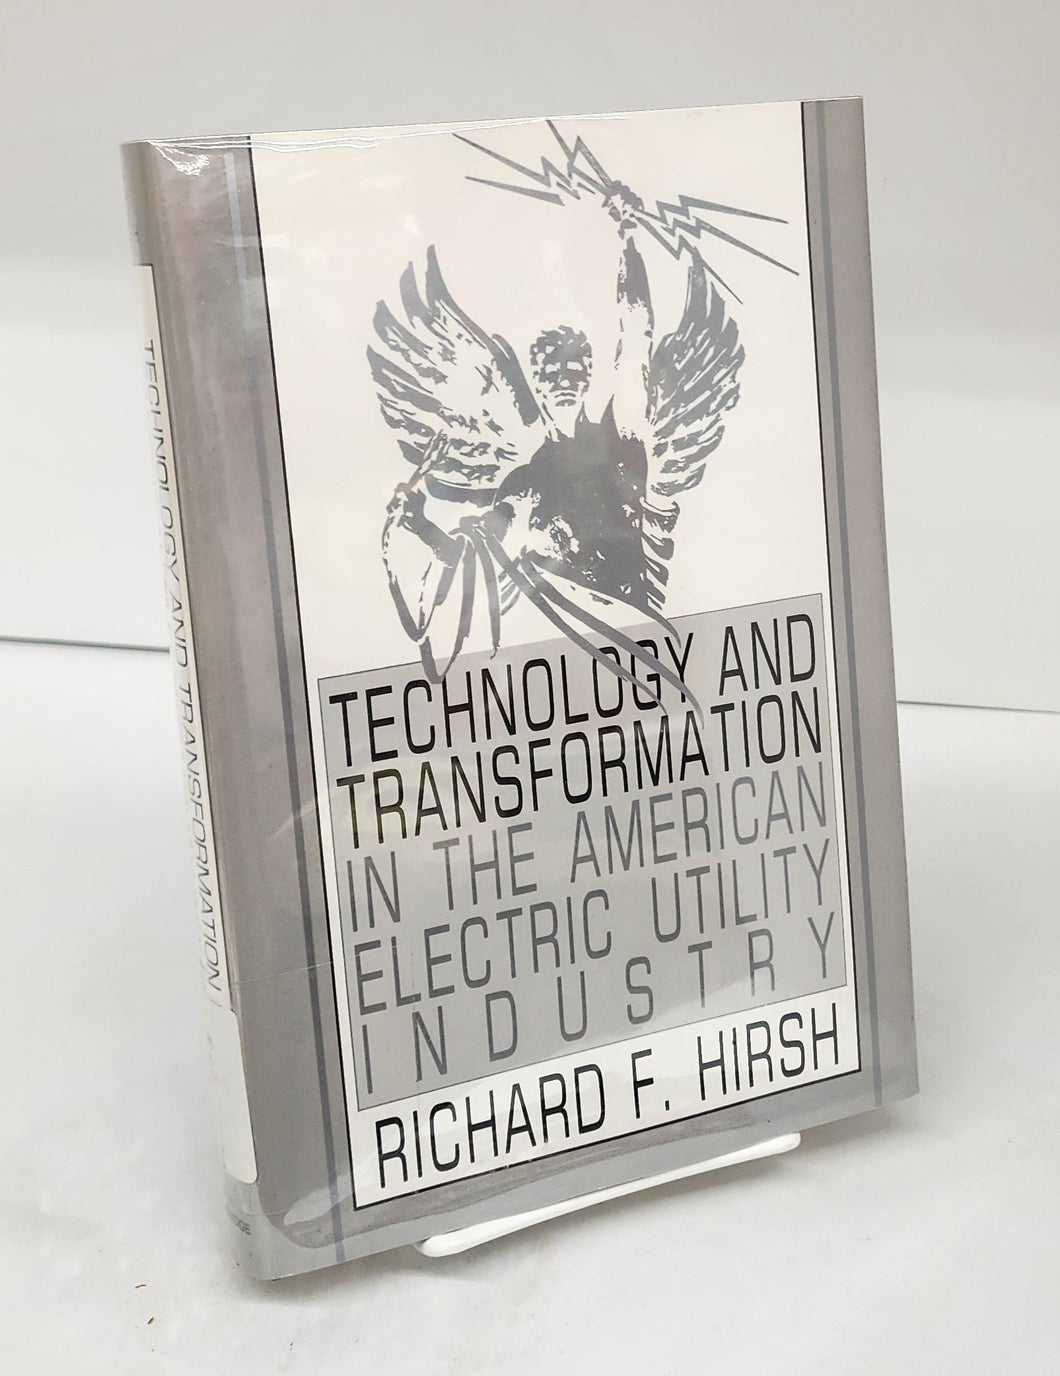 TECHNOLOGY AND TRANSFORMATION
TECHNOLOGY AND
TRANSFORMATION
IN THE AMERICAN
ELECTRIC UTILITY
INDUSTRY
RICHARD F. HIRSH